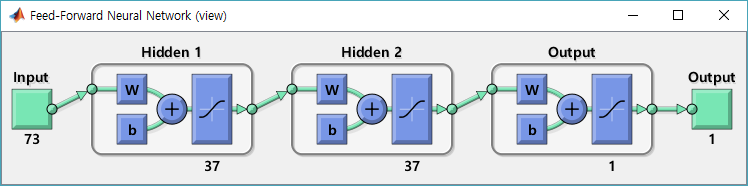 Feed-Forward Neural Network (view)
Hidden 1
Hidden 2
Output
Input
Output
W
W
W
+
+
+
b
b
b
73
37
37
1
1